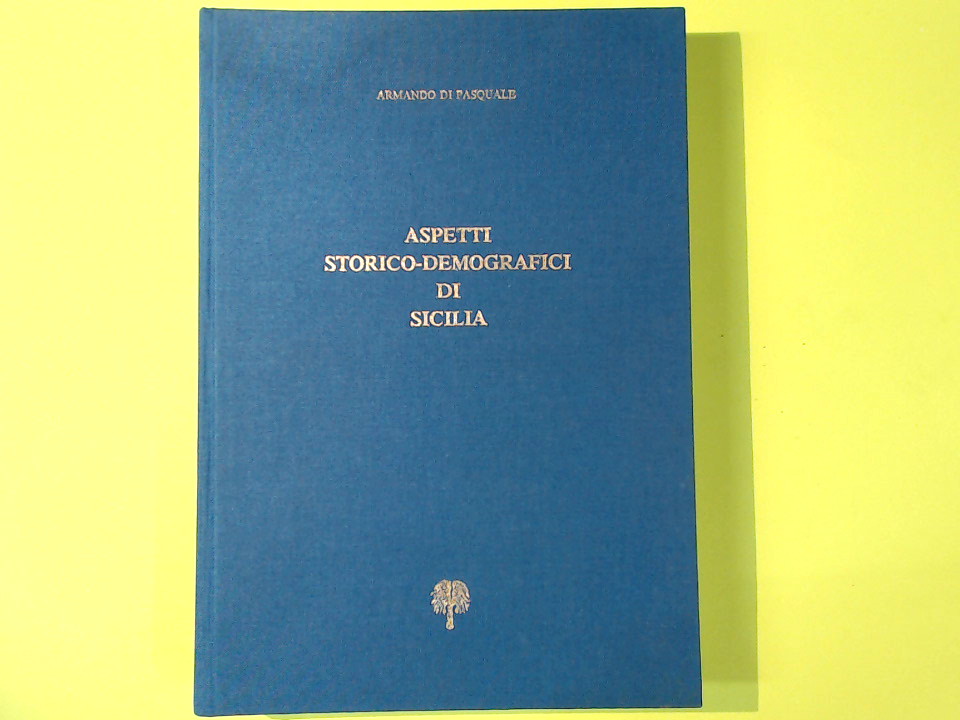 ARMANDO DI PASQUALE
ASPETTI
STORICO-DEMOGRAFICI
DI
SICILIA